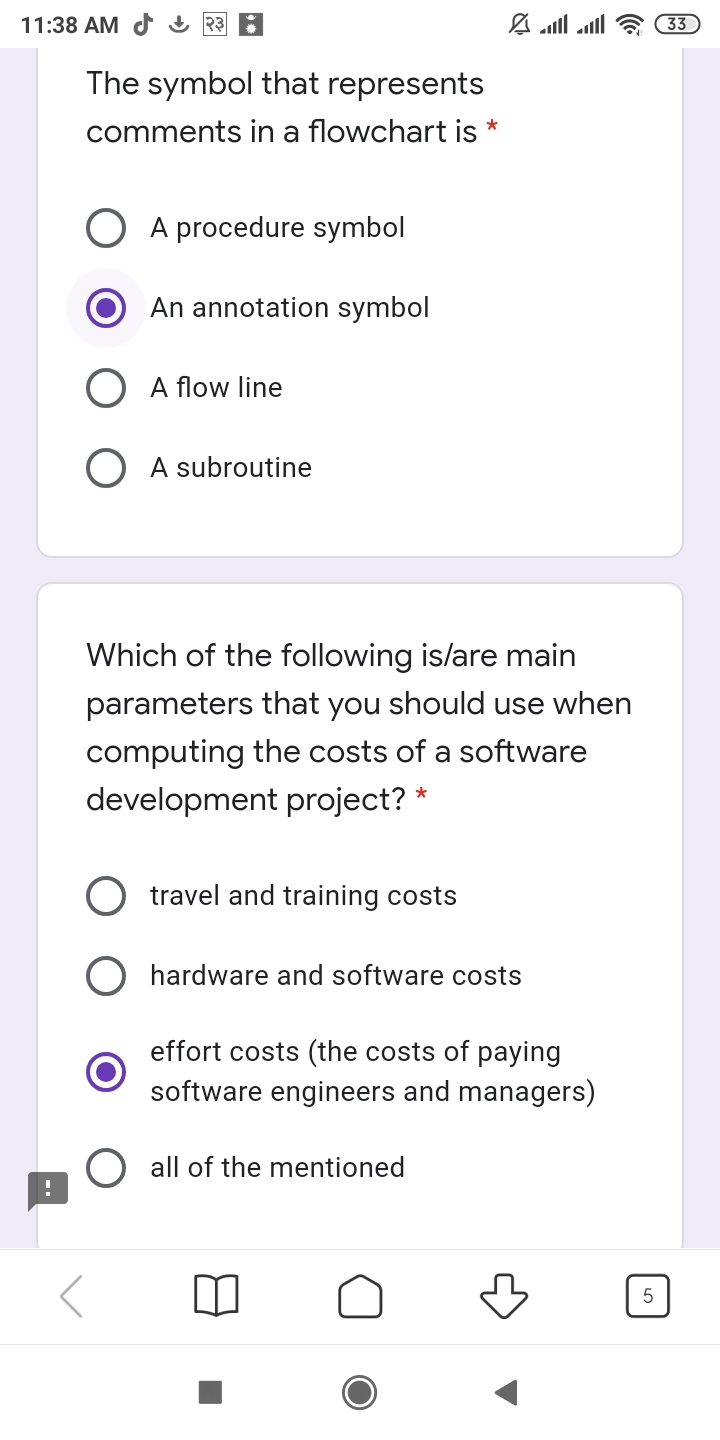 11:38 AM २३ 33
The symbol that represents
comments in a flowchart is *
A procedure symbol
An annotation symbol
A flow line
A subroutine
Which of the following is/are main
parameters that you should use when
computing the costs of a software
development project? *
travel and training costs
hardware and software costs
effort costs (the costs of paying
software engineers and managers)
all of the mentioned
!
5